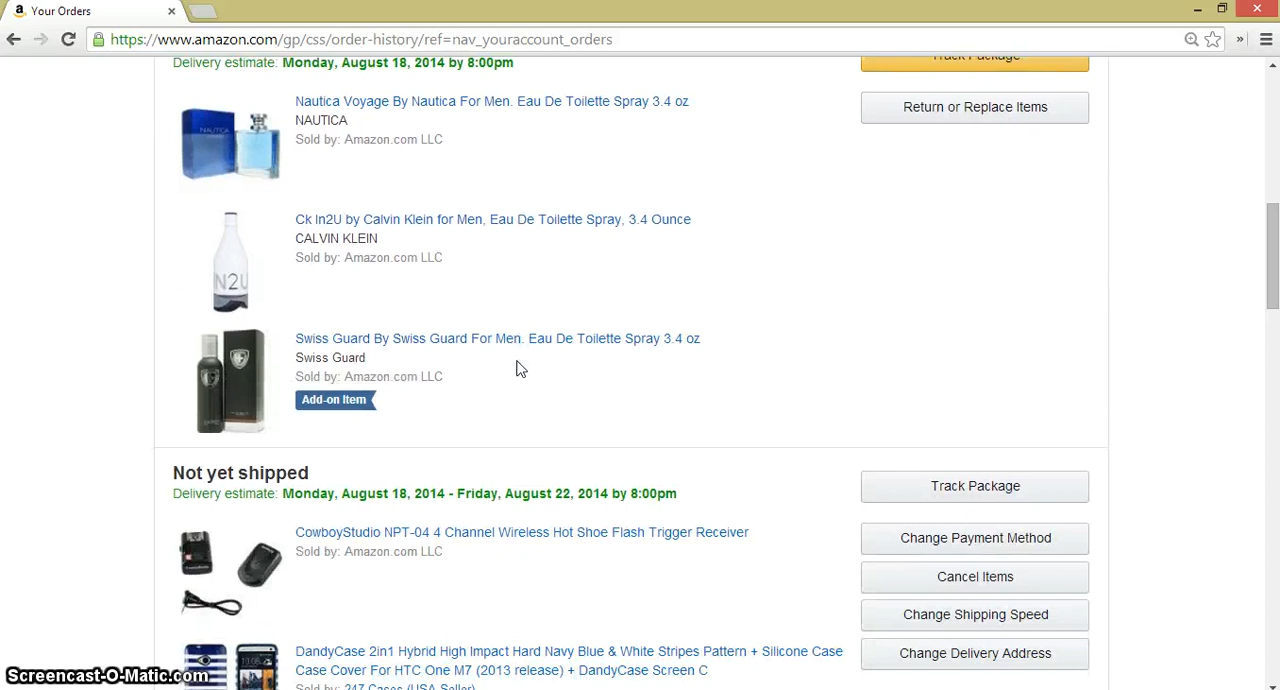 Your Orders
https://www.amazon.com/gp/css/order-history/ref=nav_youraccount_orders
Delivery estimate: Monday, August 18, 2014 by 8:00pm
Track Package
Nautica Voyage By Nautica For Men. Eau De Toilette Spray 3.4 oz
NAUTICA
Sold by: Amazon.com LLC
Return or Replace Items
NAUTICA
Ck In2U by Calvin Klein for Men, Eau De Toilette Spray, 3.4 Ounce
CALVIN KLEIN
Sold by: Amazon.com LLC
IN2U
Swiss Guard By Swiss Guard For Men. Eau De Toilette Spray 3.4 oz
Swiss Guard
Sold by: Amazon.com LLC
Add-on Item
Not yet shipped
Delivery estimate: Monday, August 18, 2014 - Friday, August 22, 2014 by 8:00pm
Track Package
CowboyStudio NPT-04 4 Channel Wireless Hot Shoe Flash Trigger Receiver
Sold by: Amazon.com LLC
Change Payment Method
Cancel Items
Change Shipping Speed
Change Delivery Address
DandyCase 2in1 Hybrid High Impact Hard Navy Blue & White Stripes Pattern + Silicone Case
Case Cover For HTC One M7 (2013 release) + DandyCase Screen C
Sold by: 247 Cases (USA Seller)
Screencast-O-Matic.com